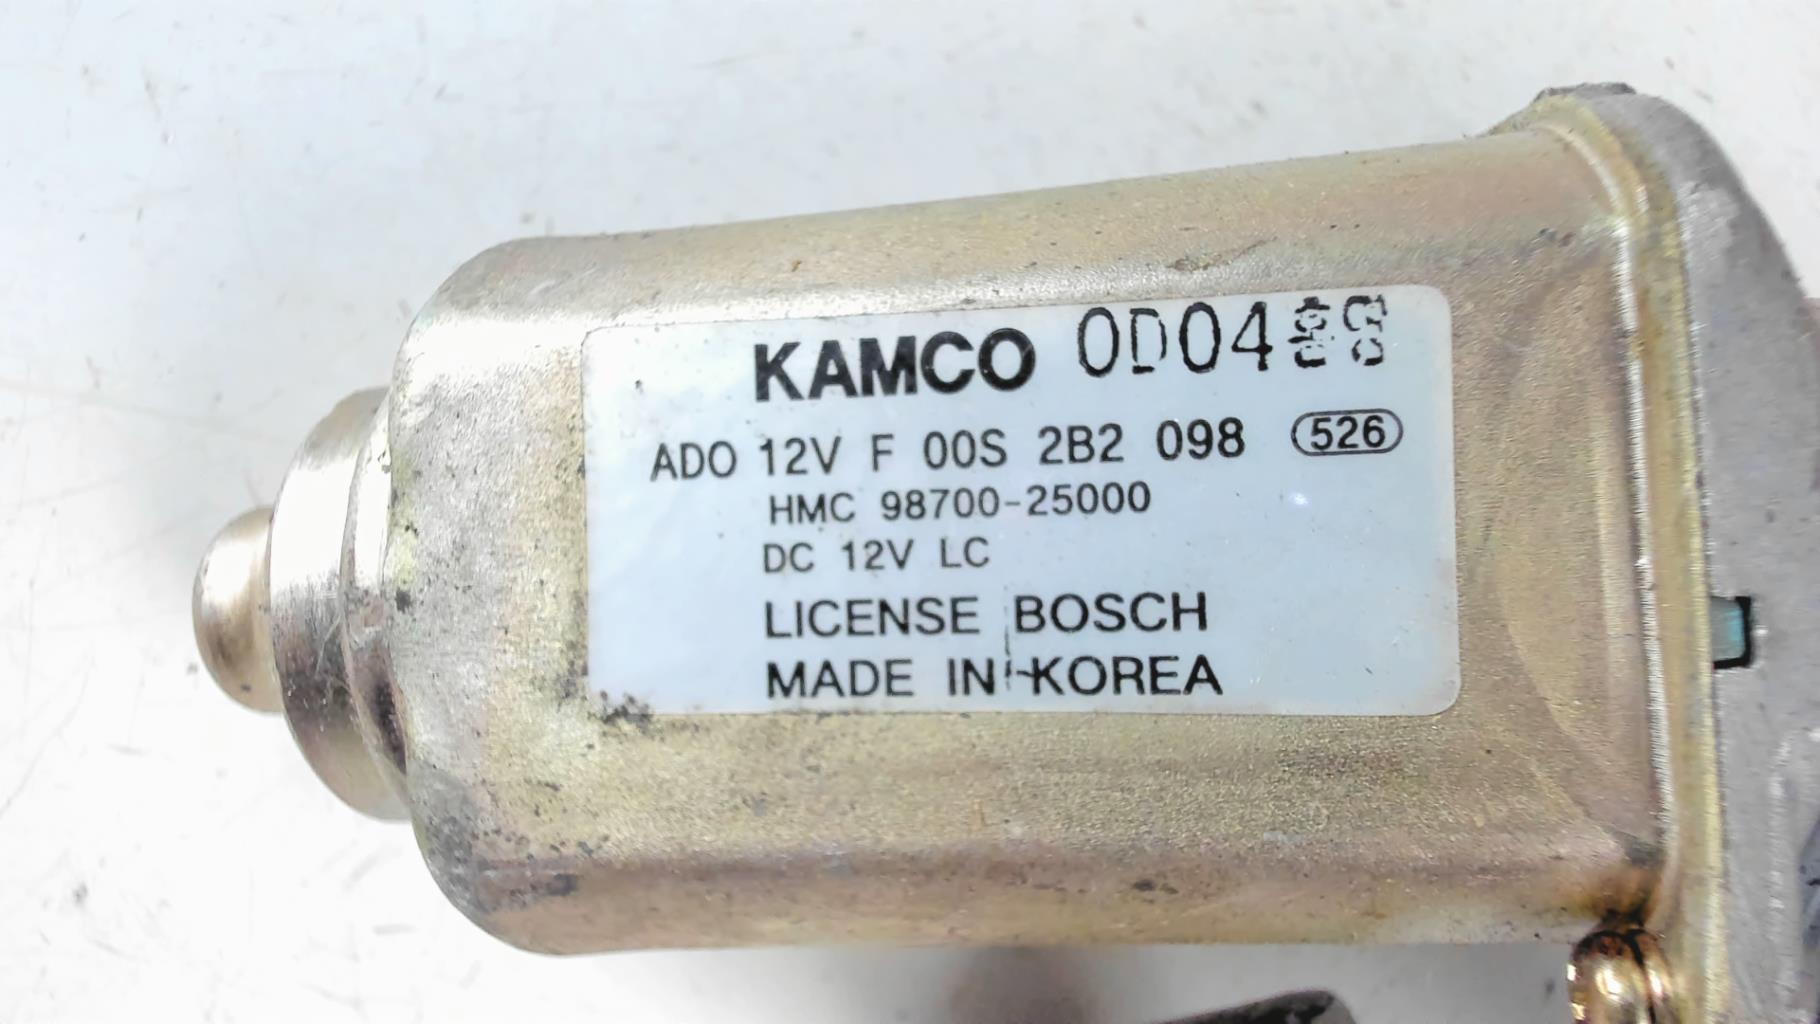 KAMCO 0D04
ADO 12V F 00S 2B2 098 526
HMC 98700-25000
DC 12V LC
LICENSE BOSCH
MADE IN KOREA